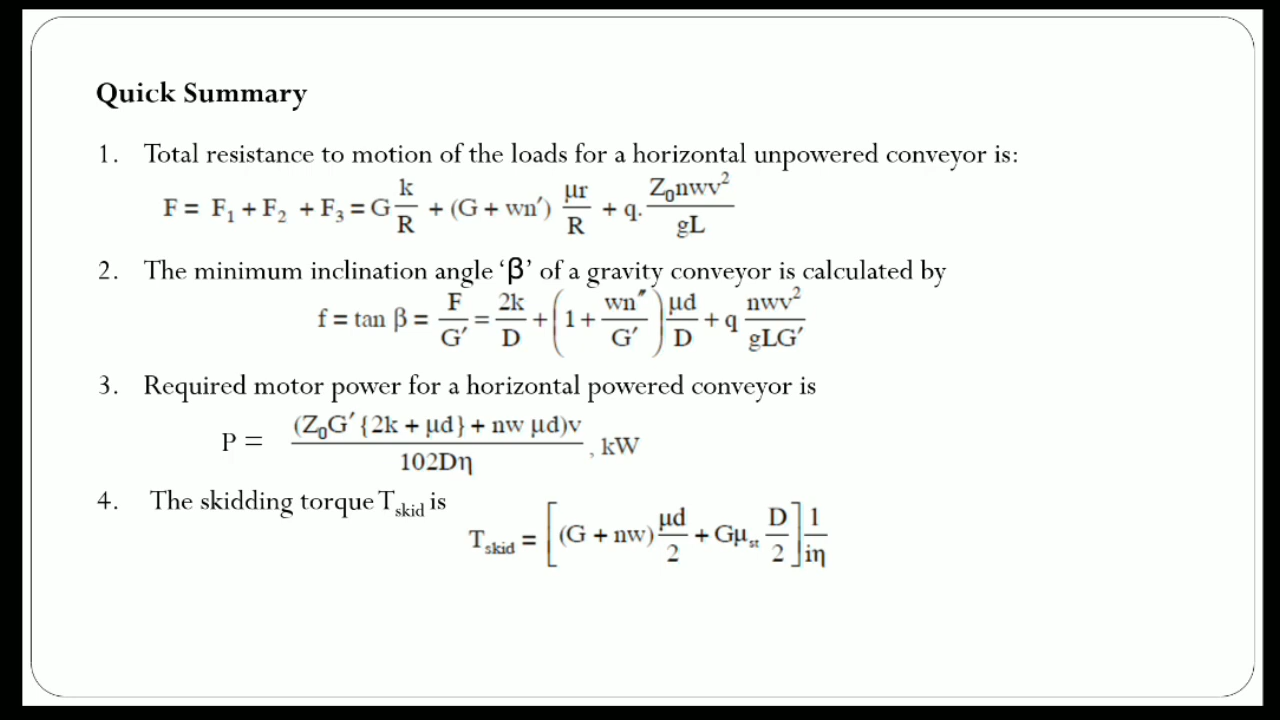 Quick Summary
1. Total resistance to motion of the loads for a horizontal unpowered conveyor is:
F = F₁ + F₂ + F₃ = G k/R + (G + wn′) μr/R + q. Z₀nwv²/gL
2. The minimum inclination angle ‘β’ of a gravity conveyor is calculated by
f = tan β = F/G′ = 2k/D + (1 + wn″/G′) μd/D + q nwv²/gLG′
3. Required motor power for a horizontal powered conveyor is
P = (Z₀G′ {2k + μd} + nw μd)v / 102Dη , kW
4. The skidding torque T_skid is
T_skid = [(G + nw) μd/2 + Gμ_st D/2] 1/iη